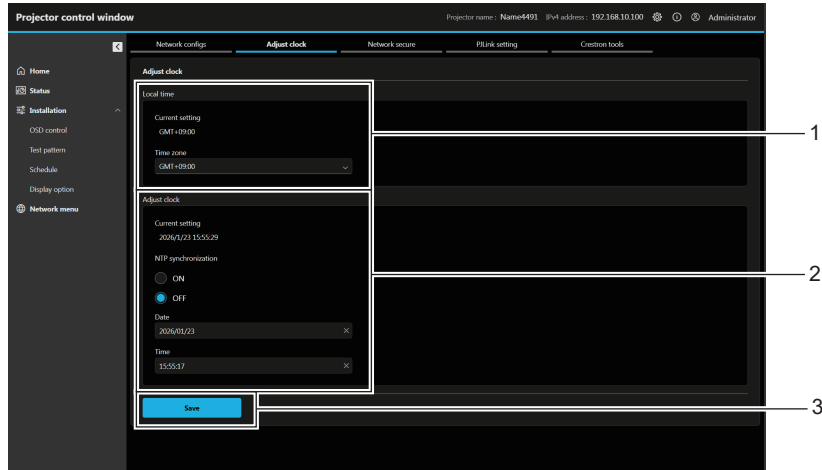 Projector control window
Projector name : Name4491 IPv4 address : 192.168.10.100 Administrator
Network configs Adjust clock Network secure PJLink setting Crestron tools
Home
Status
Installation
OSD control
Test pattern
Schedule
Display option
Network menu
Adjust clock
Local time
Current setting
GMT+09:00
Time zone
GMT+09:00
1
Adjust clock
Current setting
2026/1/23 15:55:29
NTP synchronization
ON
OFF
Date
2026/01/23
Time
15:55:17
2
Save
3